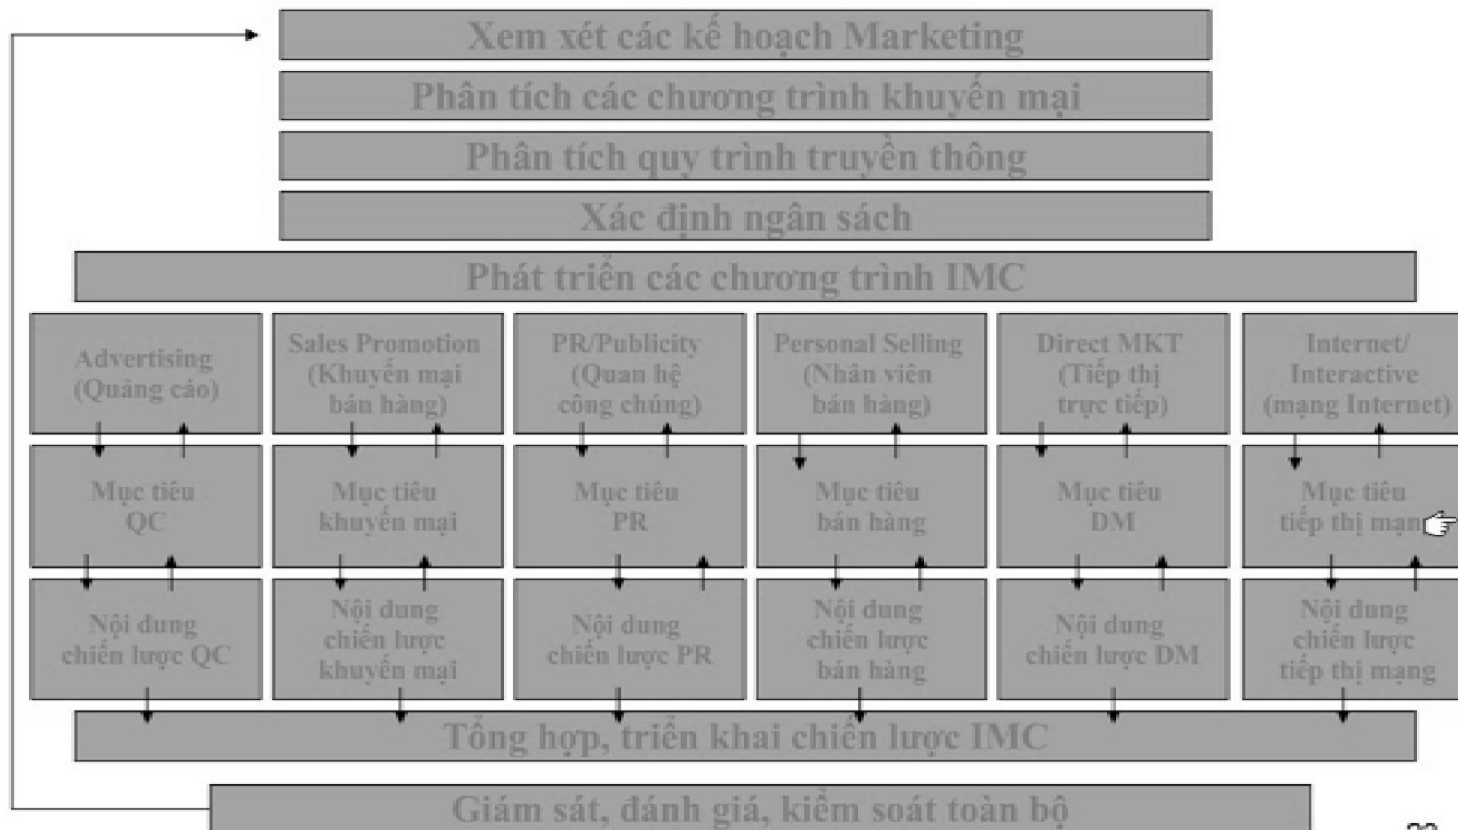 Xem xét các kế hoạch Marketing
Phân tích các chương trình khuyến mại
Phân tích quy trình truyền thông
Xác định ngân sách
Phát triển các chương trình IMC
Advertising
(Quảng cáo)
Sales Promotion
(Khuyến mại
bán hàng)
PR/Publicity
(Quan hệ
công chúng)
Personal Selling
(Nhân viên
bán hàng)
Direct MKT
(Tiếp thị
trực tiếp)
Internet/
Interactive
(mạng Internet)
Mục tiêu
QC
Mục tiêu
khuyến mại
Mục tiêu
PR
Mục tiêu
bán hàng
Mục tiêu
DM
Mục tiêu
tiếp thị mạng
Nội dung
chiến lược QC
Nội dung
chiến lược
khuyến mại
Nội dung
chiến lược PR
Nội dung
chiến lược
bán hàng
Nội dung
chiến lược DM
Nội dung
chiến lược
tiếp thị mạng
Tổng hợp, triển khai chiến lược IMC
Giám sát, đánh giá, kiểm soát toàn bộ